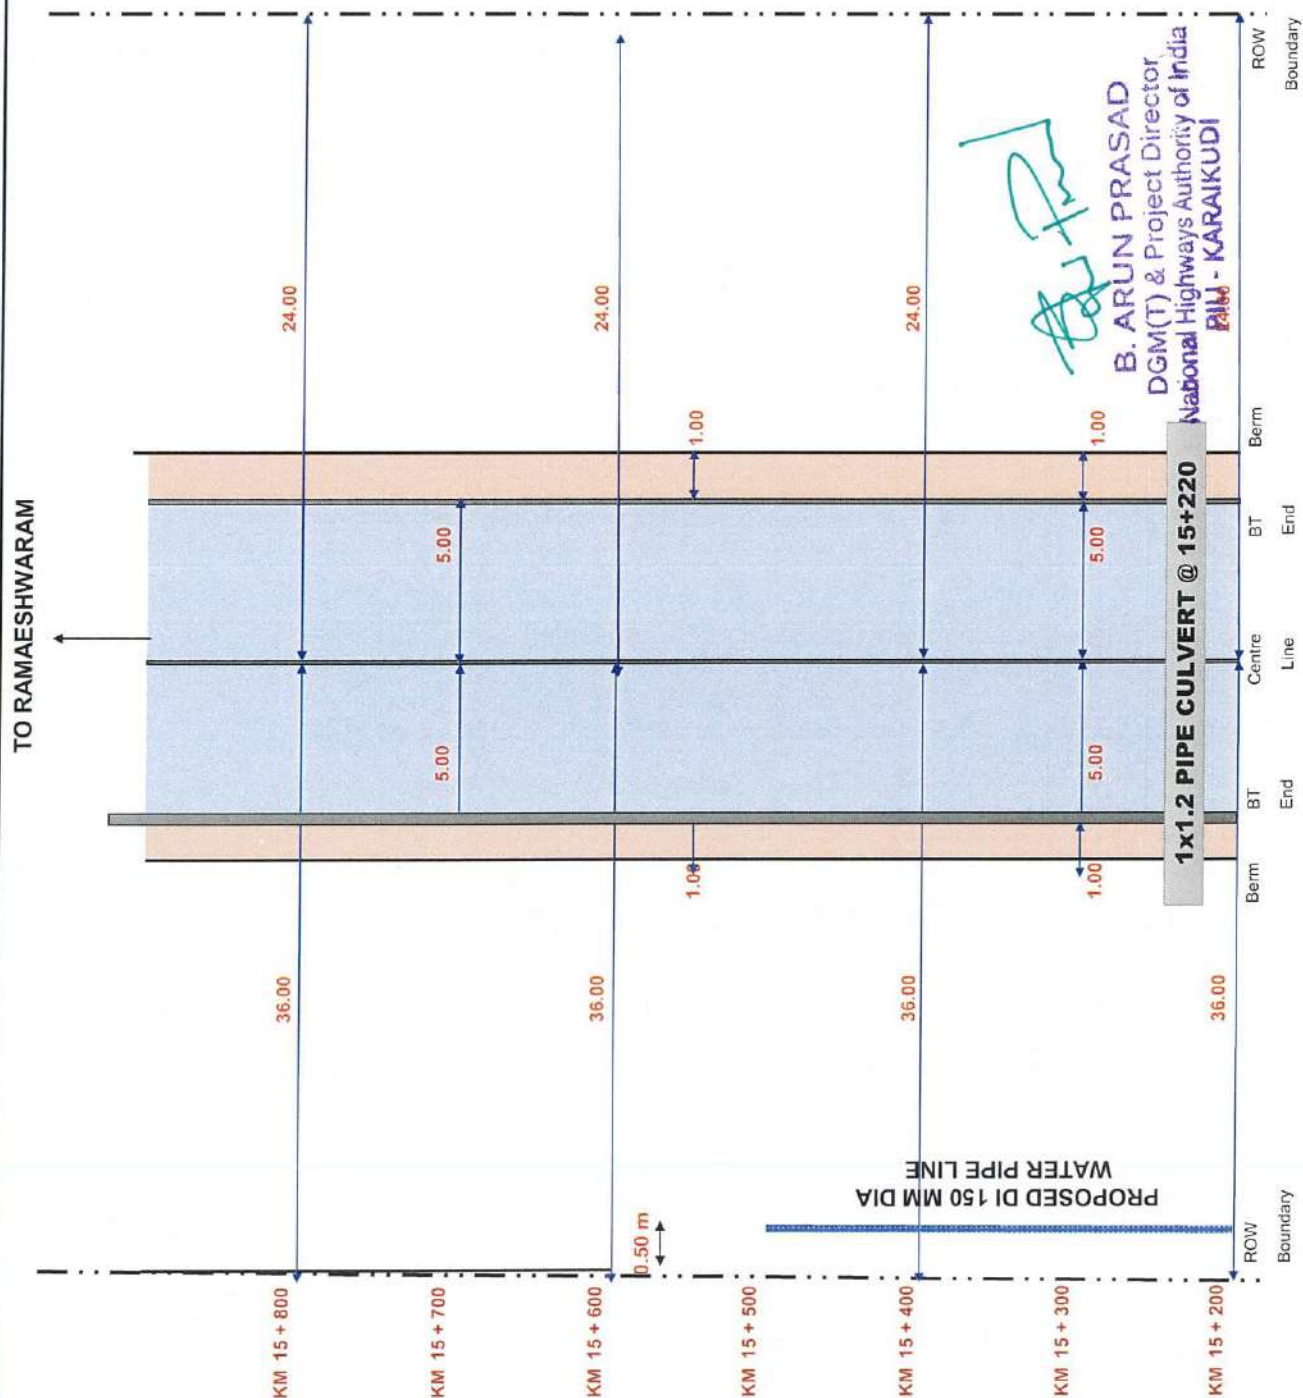 TO RAMAESHWARAM
KM 15 + 800
36.00
24.00
KM 15 + 700
5.00
5.00
KM 15 + 600
36.00
24.00
0.50 m
1.00
1.00
KM 15 + 500
PROPOSED DI 150 MM DIA
WATER PIPE LINE
KM 15 + 400
36.00
24.00
KM 15 + 300
1.00
5.00
5.00
1.00
1x1.2 PIPE CULVERT @ 15+220
KM 15 + 200
36.00
24.00
B. ARUN PRASAD
DGM(T) & Project Director
National Highways Authority of India
PIU - KARAIKUDI
ROW
Boundary
Berm
BT
End
Centre
Line
BT
End
Berm
ROW
Boundary